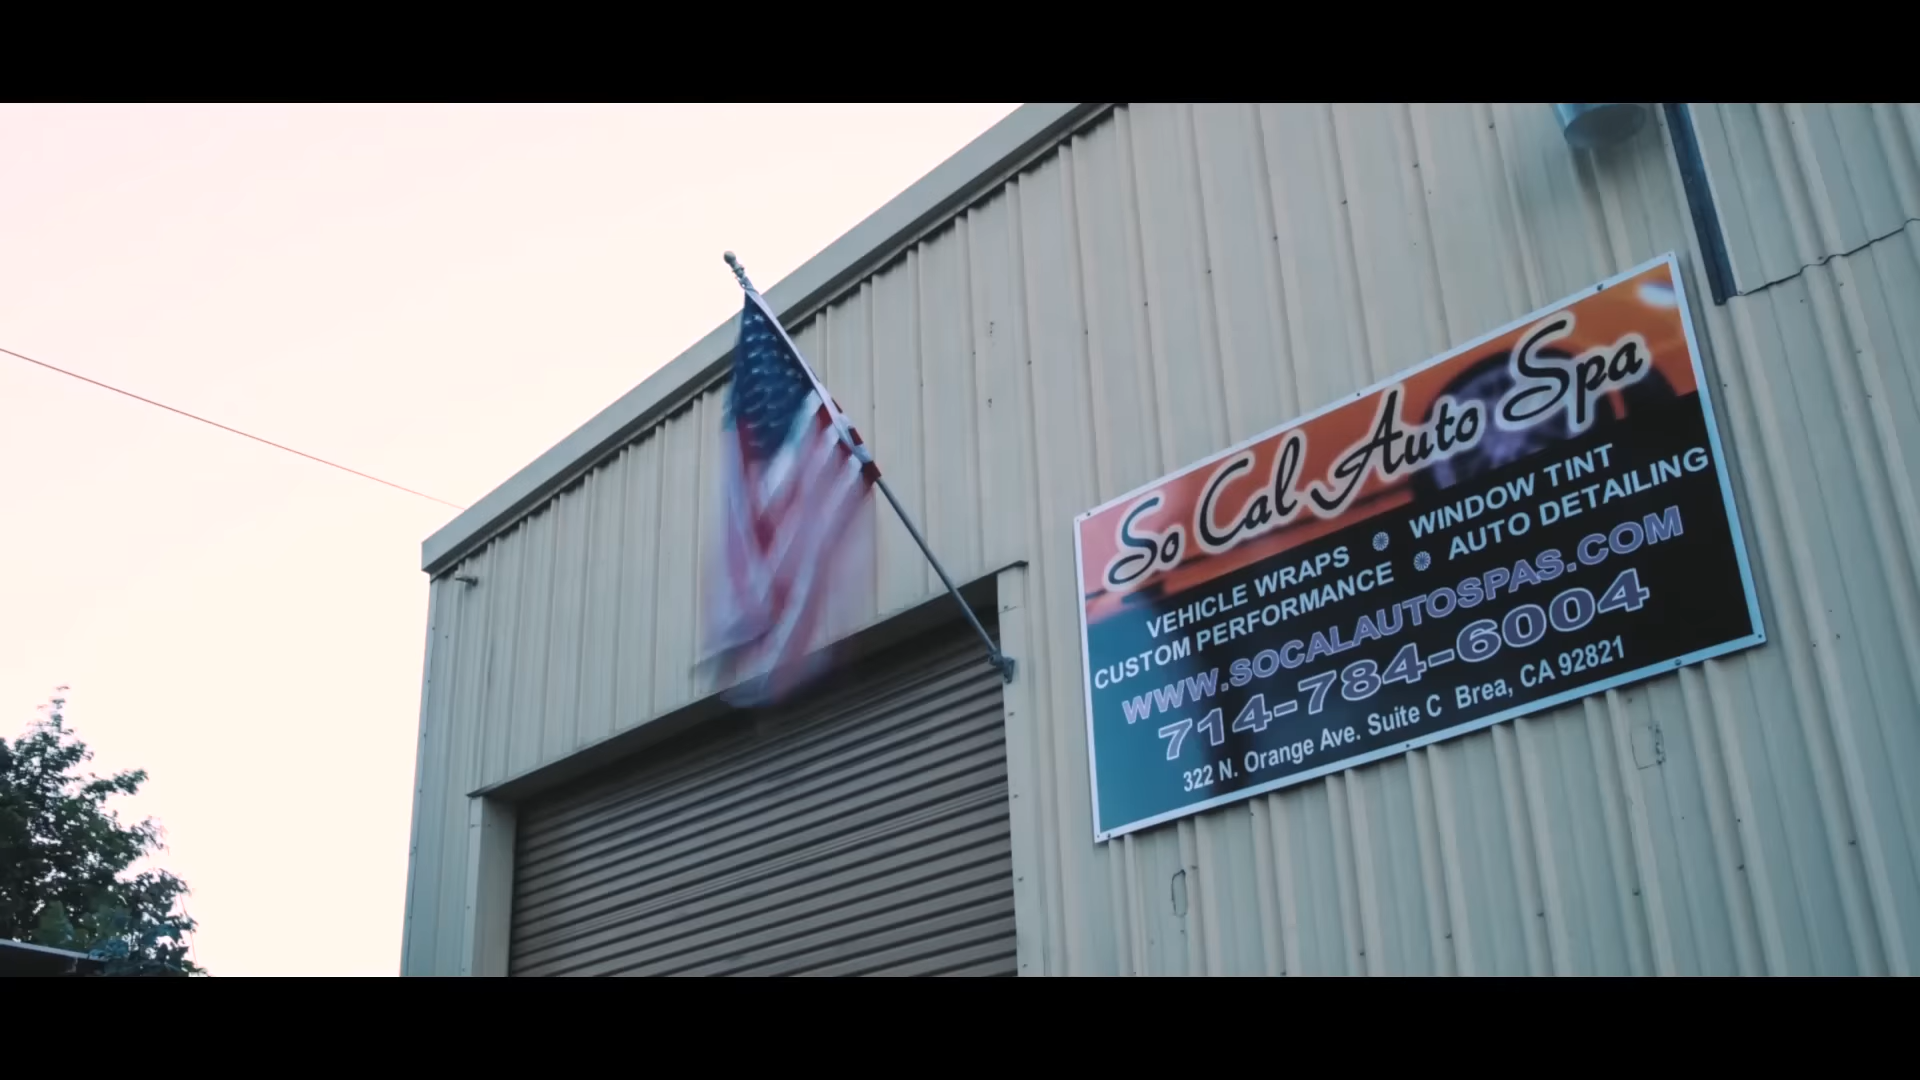 So Cal Auto Spa
VEHICLE WRAPS WINDOW TINT
CUSTOM PERFORMANCE AUTO DETAILING
WWW.SOCALAUTOSPAS.COM
714-784-6004
322 N. Orange Ave. Suite C Brea, CA 92821